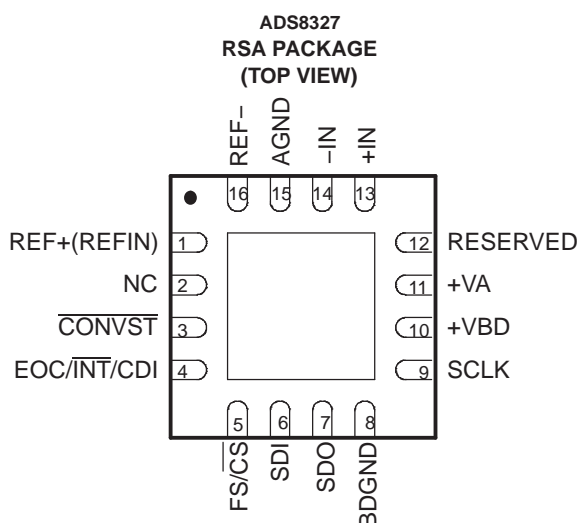 ADS8327
RSA PACKAGE
(TOP VIEW)
REF−
AGND
−IN
+IN
16
15
14
13
REF+(REFIN)
1
12
RESERVED
NC
2
11
+VA
CONVST
3
10
+VBD
EOC/INT/CDI
4
9
SCLK
5
6
7
8
FS/CS
SDI
SDO
BDGND